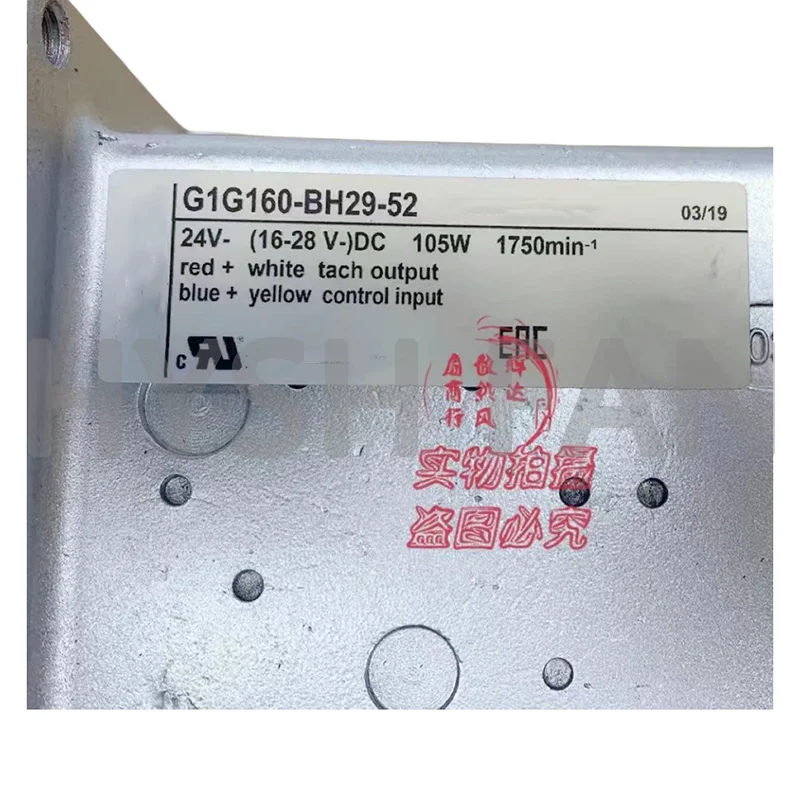 G1G160-BH29-52
03/19
24V- (16-28 V-)DC 105W 1750min-¹
red + white tach output
blue + yellow control input
c
EAC
实物拍摄
盗图必究